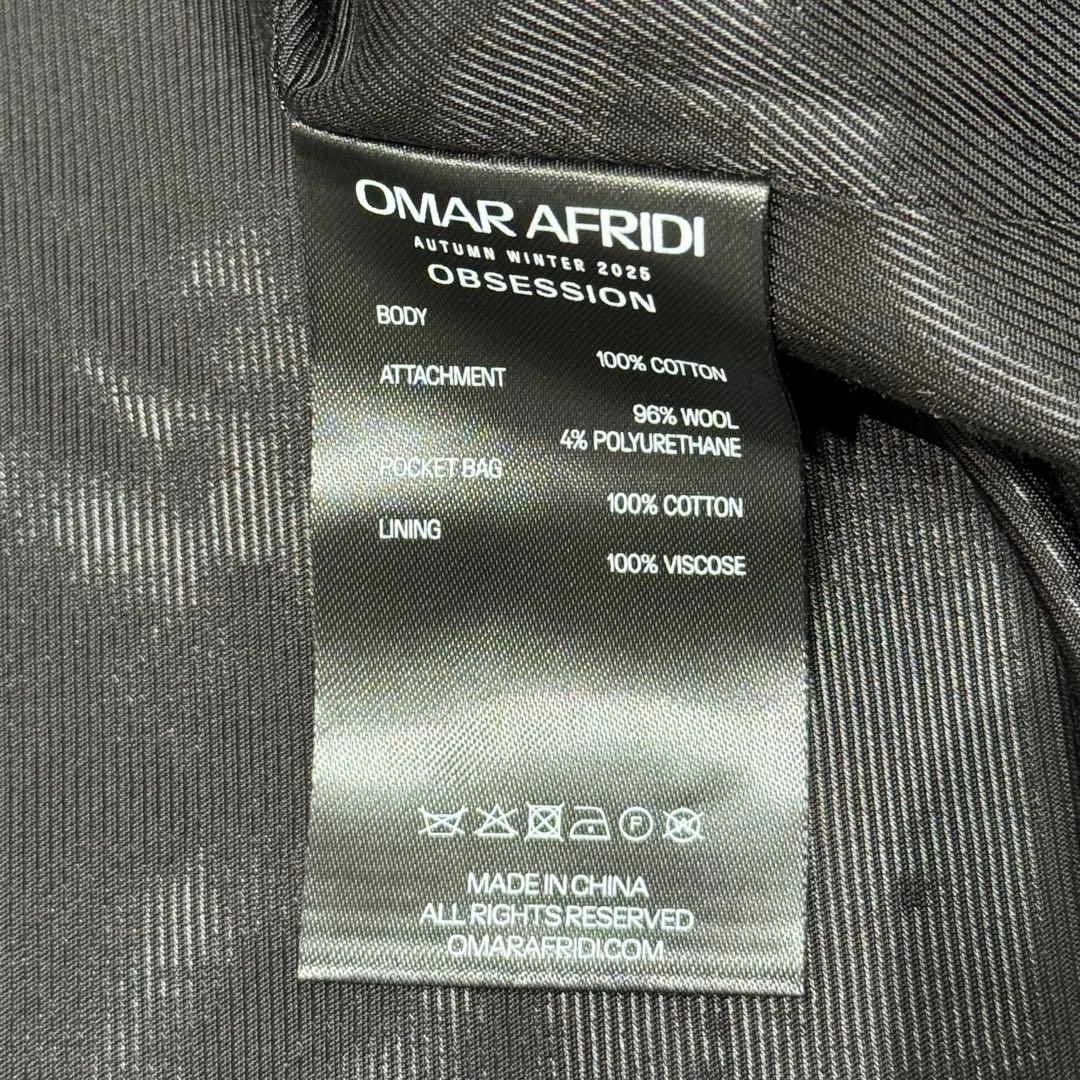 OMAR AFRIDI
AUTUMN WINTER 2025
OBSESSION
BODY
100% COTTON
ATTACHMENT
96% WOOL
4% POLYURETHANE
POCKET BAG
100% COTTON
LINING
100% VISCOSE
F
MADE IN CHINA
ALL RIGHTS RESERVED
OMARAFRIDI.COM